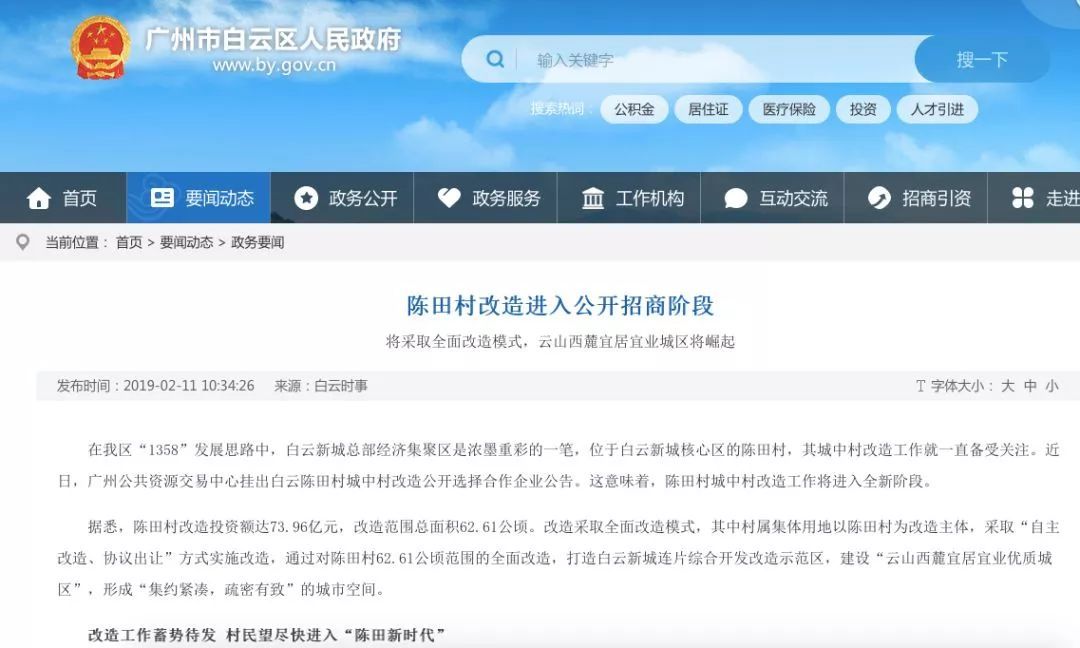 广州市白云区人民政府
www.by.gov.cn
输入关键字
搜一下
搜索热词：
公积金
居住证
医疗保险
投资
人才引进
首页
要闻动态
政务公开
政务服务
工作机构
互动交流
招商引资
走进
当前位置： 首页 > 要闻动态 > 政务要闻
陈田村改造进入公开招商阶段
将采取全面改造模式，云山西麓宜居宜业城区将崛起
发布时间：2019-02-11 10:34:26 来源：白云时事
T 字体大小： 大 中 小
在我区“1358”发展思路中，白云新城总部经济集聚区是浓墨重彩的一笔，位于白云新城核心区的陈田村，其城中村改造工作就一直备受关注。近
日，广州公共资源交易中心挂出白云陈田村城中村改造公开选择合作企业公告。这意味着，陈田村城中村改造工作将进入全新阶段。
据悉，陈田村改造投资额达73.96亿元，改造范围总面积62.61公顷。改造采取全面改造模式，其中村属集体用地以陈田村为改造主体，采取“自主
改造、协议出让”方式实施改造，通过对陈田村62.61公顷范围的全面改造，打造白云新城连片综合开发改造示范区，建设“云山西麓宜居宜业优质城
区”，形成“集约紧凑，疏密有致”的城市空间。
改造工作蓄势待发 村民望尽快进入“陈田新时代”